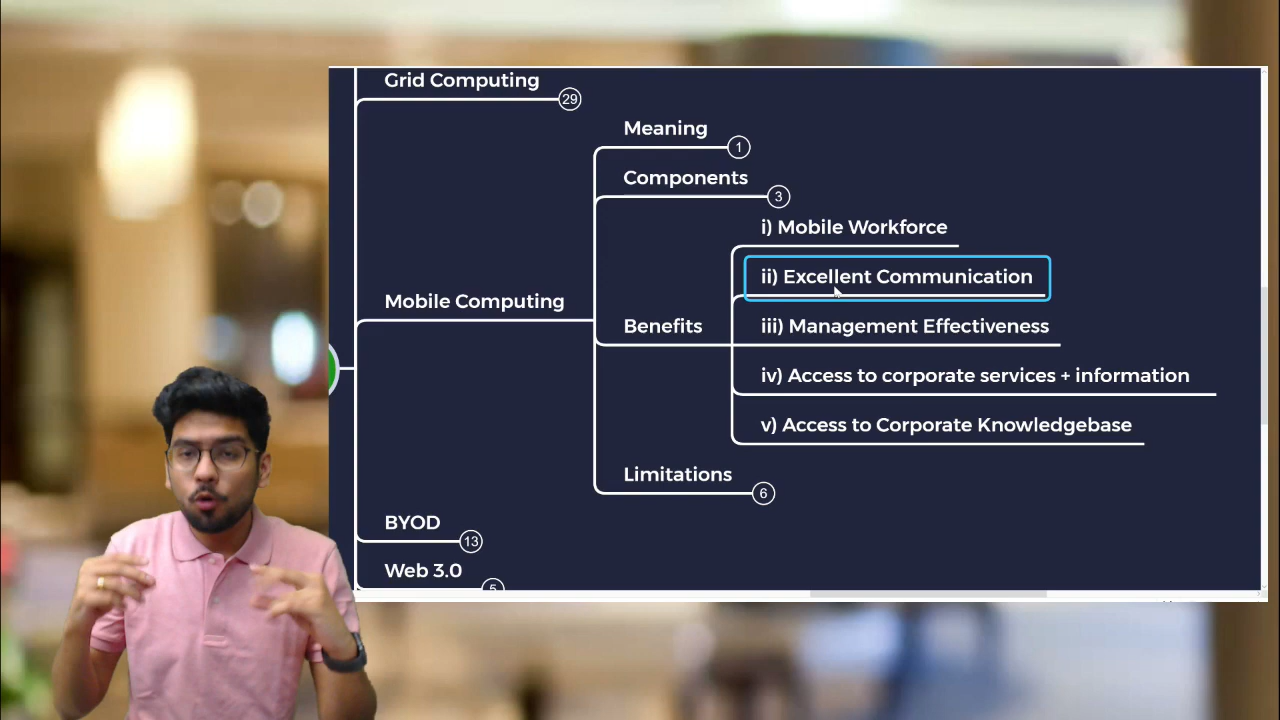 Grid Computing
29
Meaning
1
Components
3
i) Mobile Workforce
ii) Excellent Communication
Mobile Computing
Benefits
iii) Management Effectiveness
iv) Access to corporate services + information
v) Access to Corporate Knowledgebase
Limitations
6
BYOD
13
Web 3.0
5